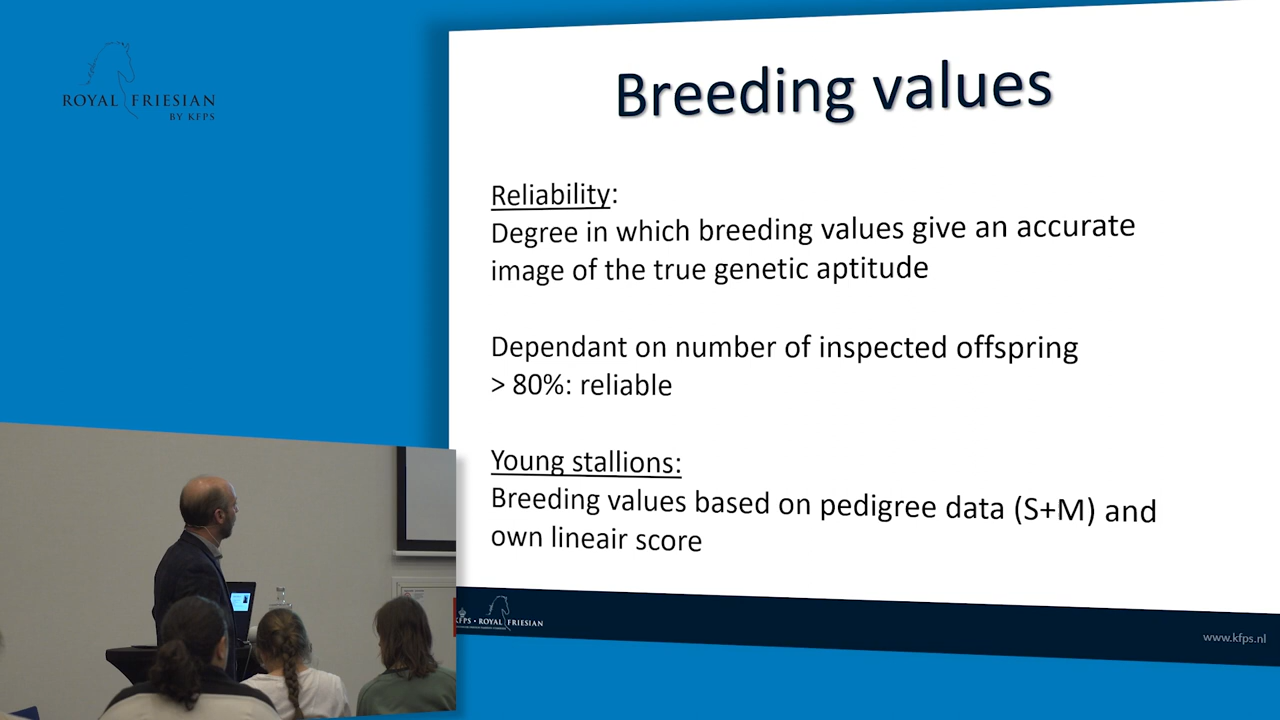 ROYAL FRIESIAN
BY KFPS
Breeding values
Reliability:
Degree in which breeding values give an accurate
image of the true genetic aptitude
Dependant on number of inspected offspring
> 80%: reliable
Young stallions:
Breeding values based on pedigree data (S+M) and
own lineair score
KFPS • ROYAL FRIESIAN
www.kfps.nl